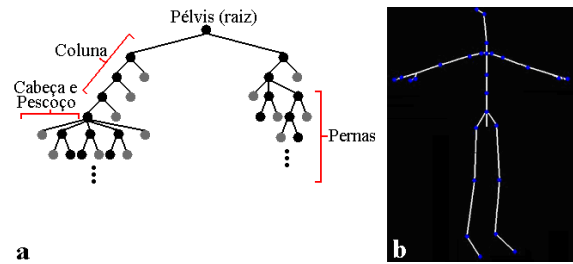 Pélvis (raiz)
Coluna
Cabeça e
Pescoço
Pernas
a
b